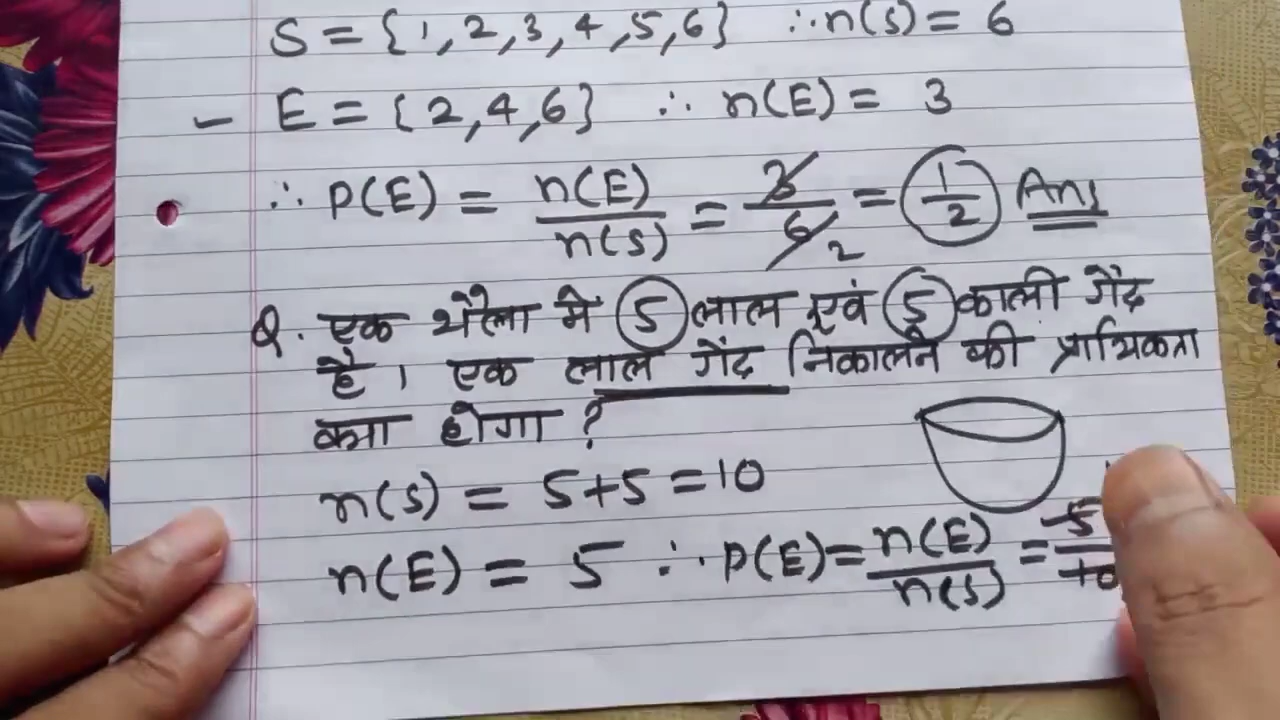 S = {1,2,3,4,5,6} ∴n(S) = 6
- E = {2,4,6} ∴ n(E) = 3
∴ P(E) = n(E)/n(S) = 3/6 2 = 1/2 Ans
Q. एक थैला मे 5 लाल एवं 5 काली गेंद
है। एक लाल गेंद निकालने की प्रायिकता
क्या होगा ?
n(S) = 5+5 = 10
n(E) = 5 ∴ P(E) = n(E)/n(S) = 5/10